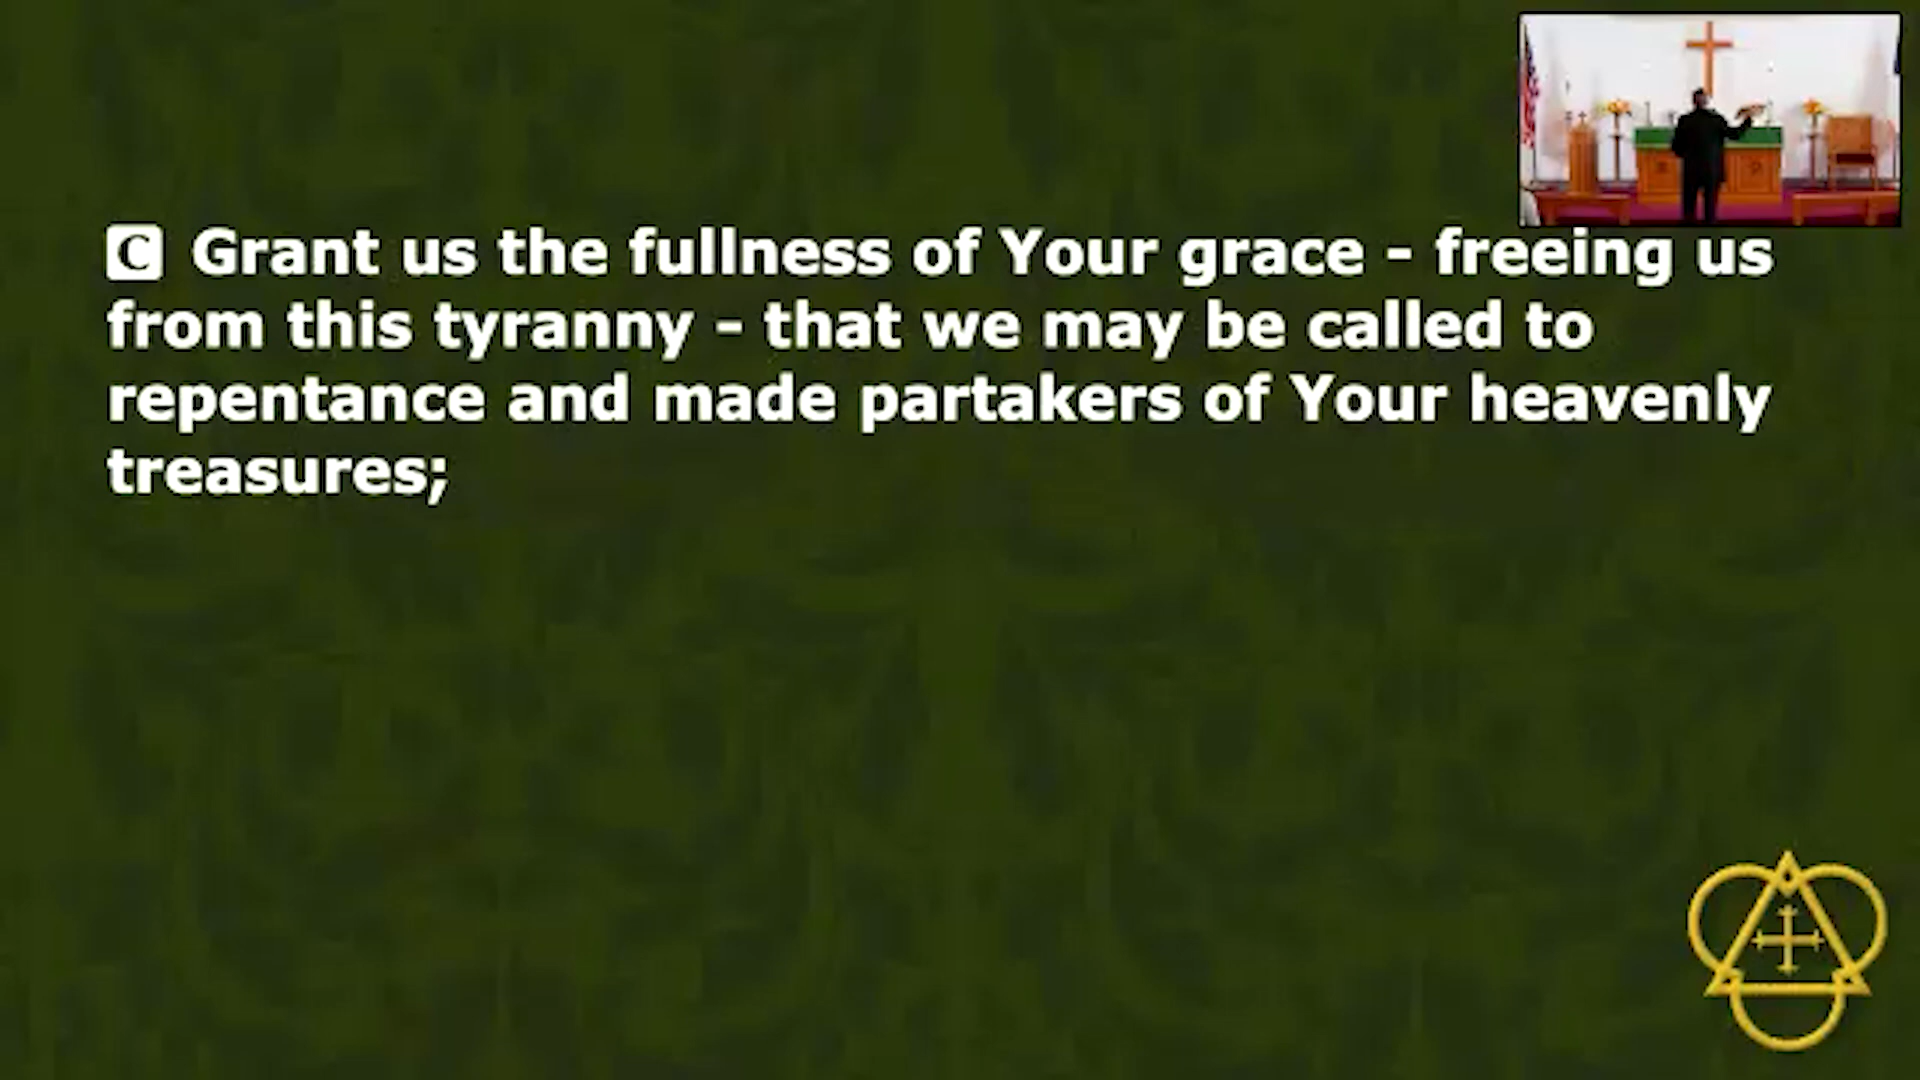 C Grant us the fullness of Your grace - freeing us
from this tyranny - that we may be called to
repentance and made partakers of Your heavenly
treasures;